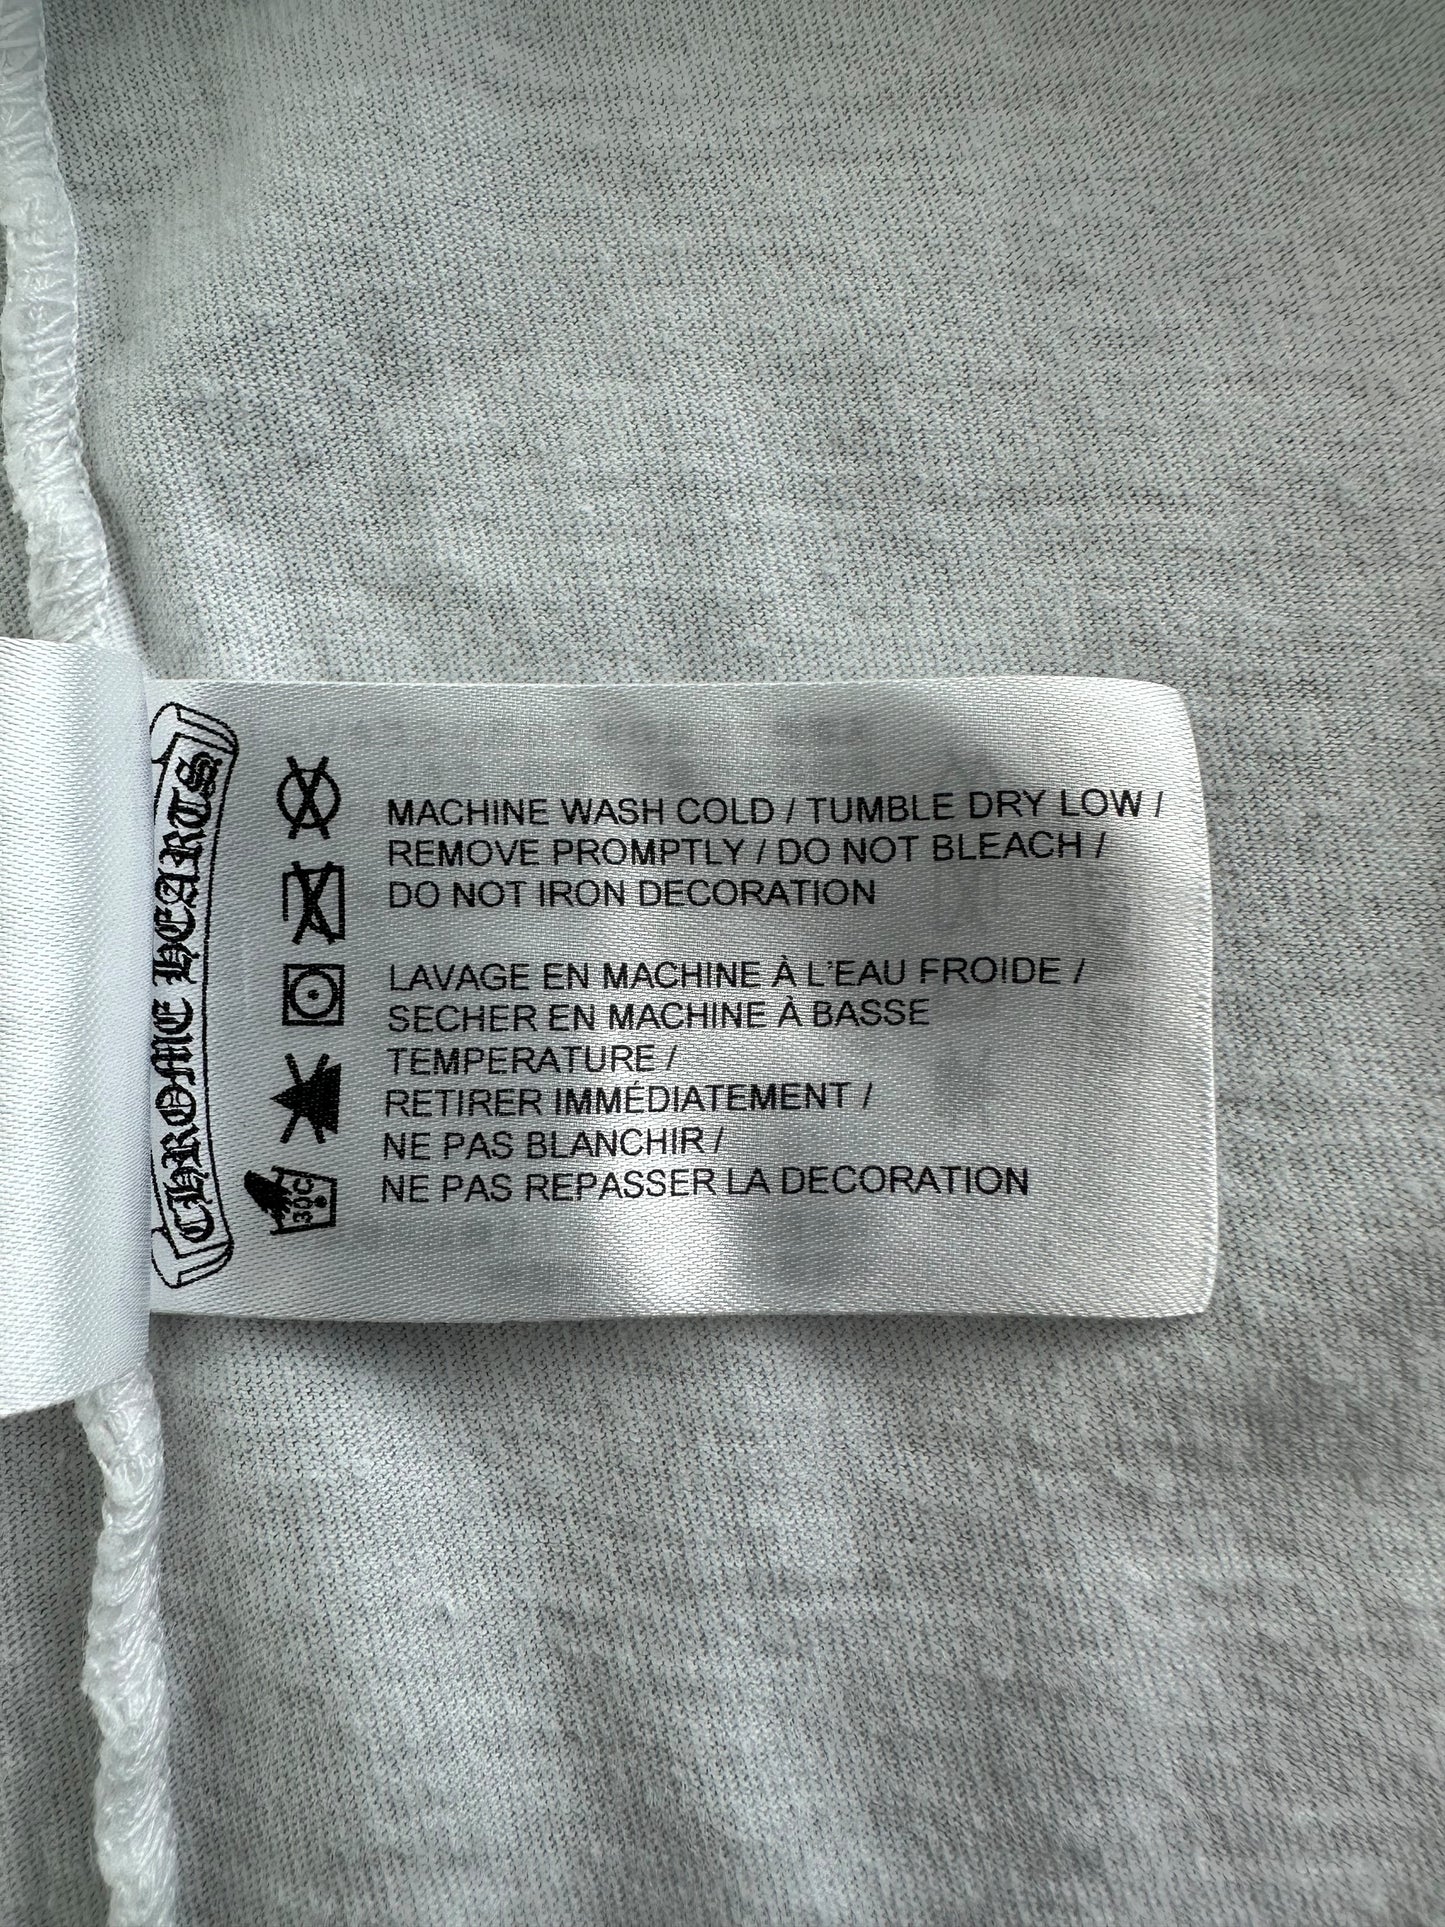 CHROME HEARTS
MACHINE WASH COLD / TUMBLE DRY LOW /
REMOVE PROMPTLY / DO NOT BLEACH /
DO NOT IRON DECORATION
LAVAGE EN MACHINE À L'EAU FROIDE /
SECHER EN MACHINE À BASSE
TEMPERATURE /
RETIRER IMMÉDIATEMENT /
NE PAS BLANCHIR /
NE PAS REPASSER LA DECORATION
30C